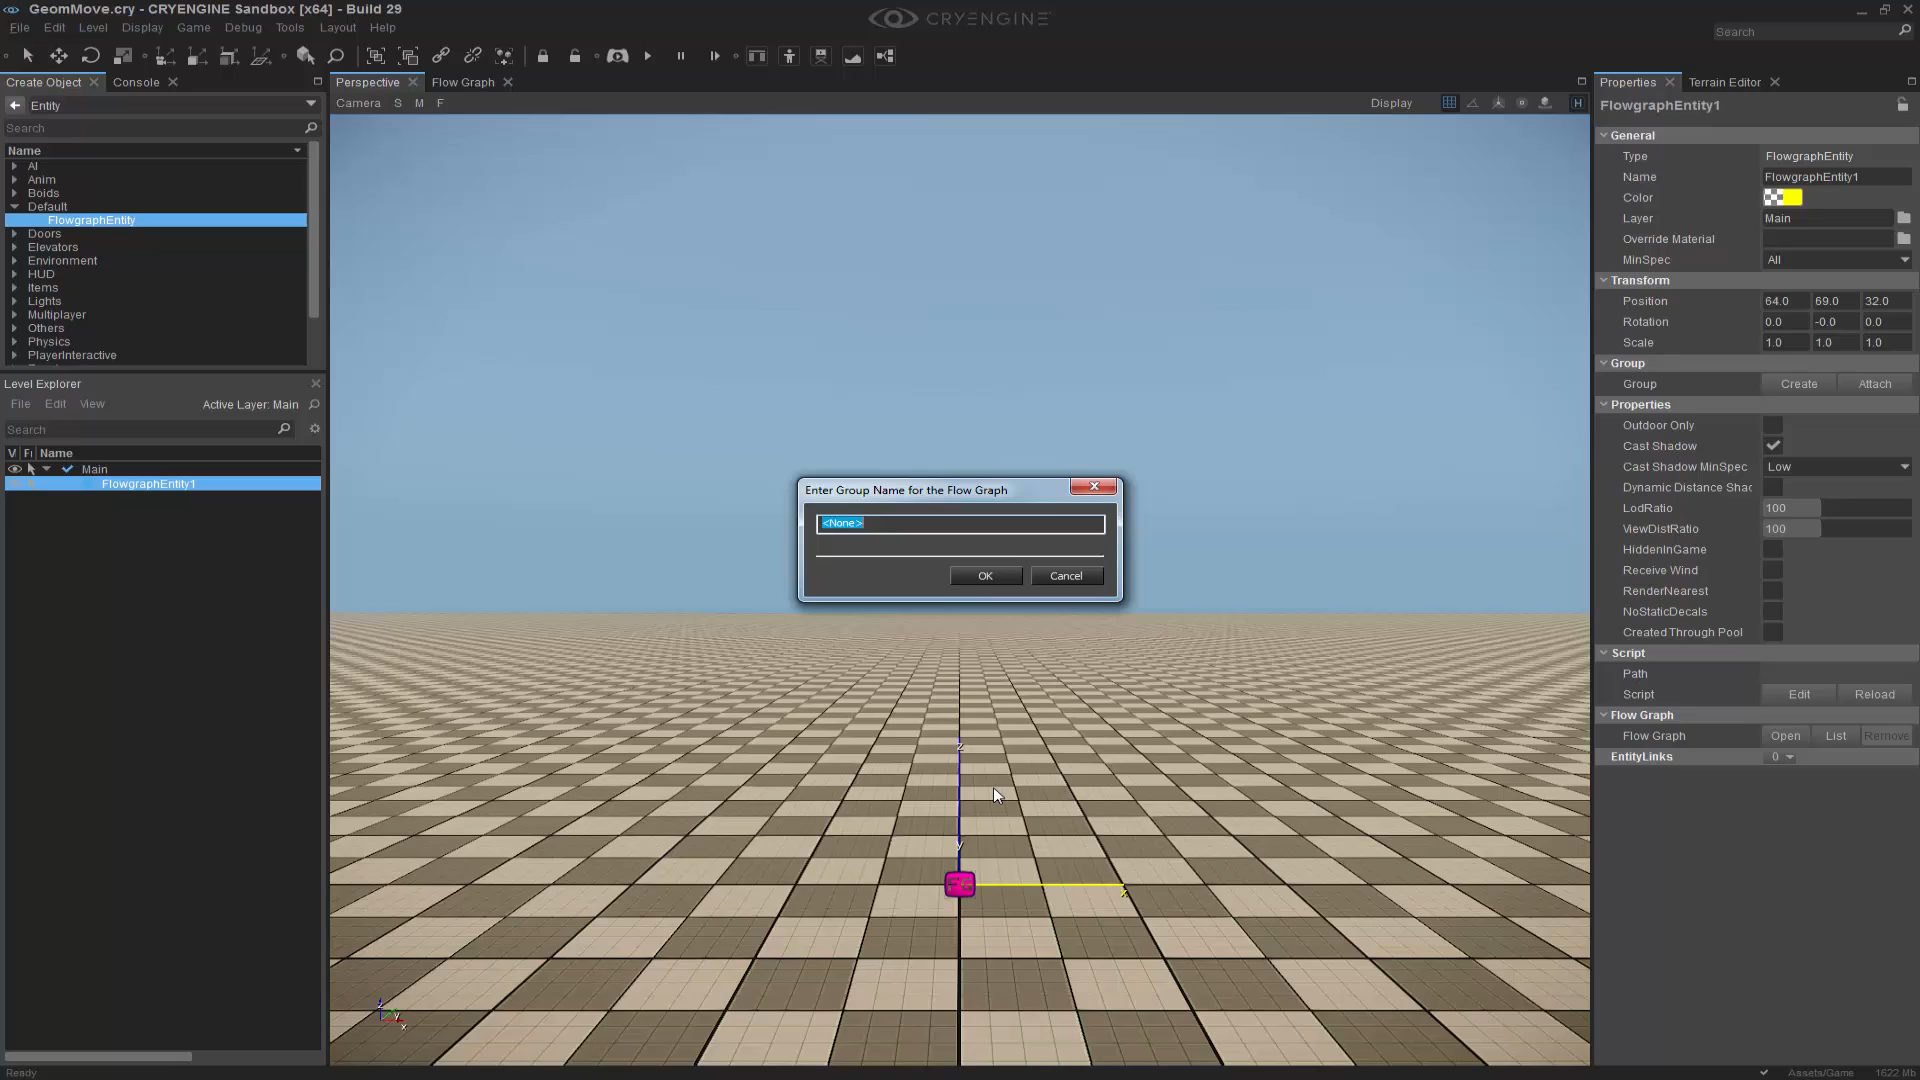 GeomMove.cry - CRYENGINE Sandbox [x64] - Build 29
CRYENGINE
File Edit Level Display Game Debug Tools Layout Help
Search
Create Object Console
Perspective Flow Graph
Properties Terrain Editor
Entity
Camera S M F
Display
H
FlowgraphEntity1
Search
Name
AI
Anim
Boids
Default
FlowgraphEntity
Doors
Elevators
Environment
HUD
Items
Lights
Multiplayer
Others
Physics
PlayerInteractive
Level Explorer
File Edit View Active Layer: Main
Search
V Name
Main
FlowgraphEntity1
Enter Group Name for the Flow Graph
<None>
OK Cancel
z
y
x
z
y
x
General
Type FlowgraphEntity
Name FlowgraphEntity1
Color
Layer Main
Override Material
MinSpec All
Transform
Position 64.0 69.0 32.0
Rotation 0.0 -0.0 0.0
Scale 1.0 1.0 1.0
Group
Group Create Attach
Properties
Outdoor Only
Cast Shadow
Cast Shadow MinSpec Low
Dynamic Distance Shac
LodRatio 100
ViewDistRatio 100
HiddenInGame
Receive Wind
RenderNearest
NoStaticDecals
Created Through Pool
Script
Path
Script Edit Reload
Flow Graph
Flow Graph Open List Remove
EntityLinks 0
Ready
Assets/Game 1622 Mb